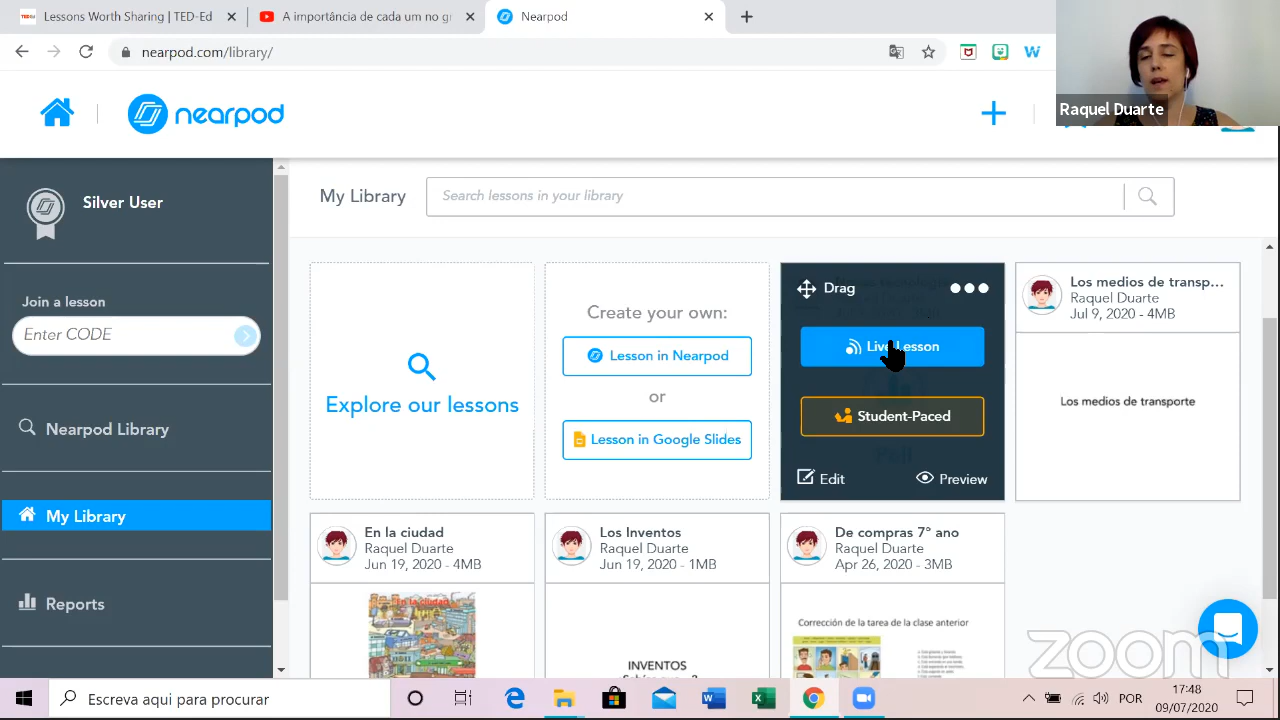 Lessons Worth Sharing | TED-Ed
A importância de cada um no gr
Nearpod
nearpod.com/library/
W
Raquel Duarte
nearpod
Silver User
My Library
Search lessons in your library
Join a lesson
Enter CODE
Nearpod Library
My Library
Reports
Explore our lessons
Create your own:
Lesson in Nearpod
or
Lesson in Google Slides
Drag
Live Lesson
Student-Paced
Edit
Preview
Los medios de transp...
Raquel Duarte
Jul 9, 2020 - 4MB
Los medios de transporte
En la ciudad
Raquel Duarte
Jun 19, 2020 - 4MB
En la ciudad
Los Inventos
Raquel Duarte
Jun 19, 2020 - 1MB
INVENTOS
De compras 7° ano
Raquel Duarte
Apr 26, 2020 - 3MB
Corrección de la tarea de la clase anterior
zoom
Escreva aqui para procurar
POR
17:48
09/07/2020